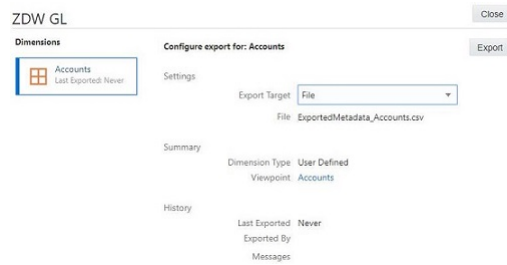 ZDW GL
Close
Dimensions
Configure export for: Accounts
Export
Accounts
Last Exported: Never
Settings
Export Target File
File ExportedMetadata_Accounts.csv
Summary
Dimension Type User Defined
Viewpoint Accounts
History
Last Exported Never
Exported By
Messages